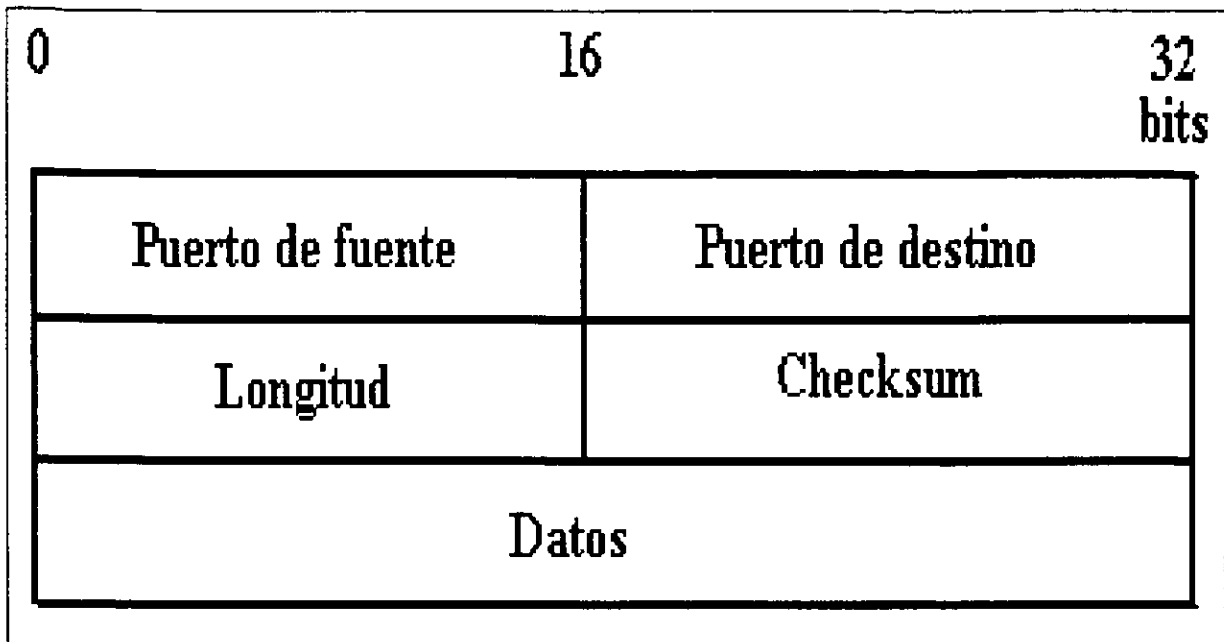 0 16 32
bits
Puerto de fuente Puerto de destino
Longitud Checksum
Datos